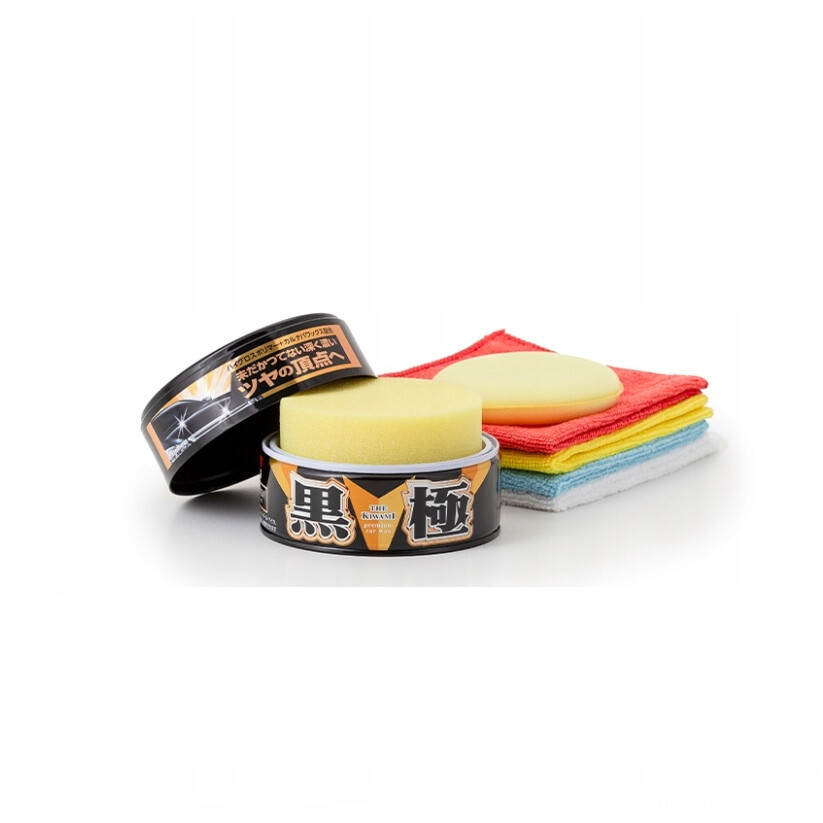 ハイグロスポリマー+カルナバワックス配合
未だかつてない深く濃い
ツヤの頂点へ
黒極
THE
KIWAMI
premium
car wax